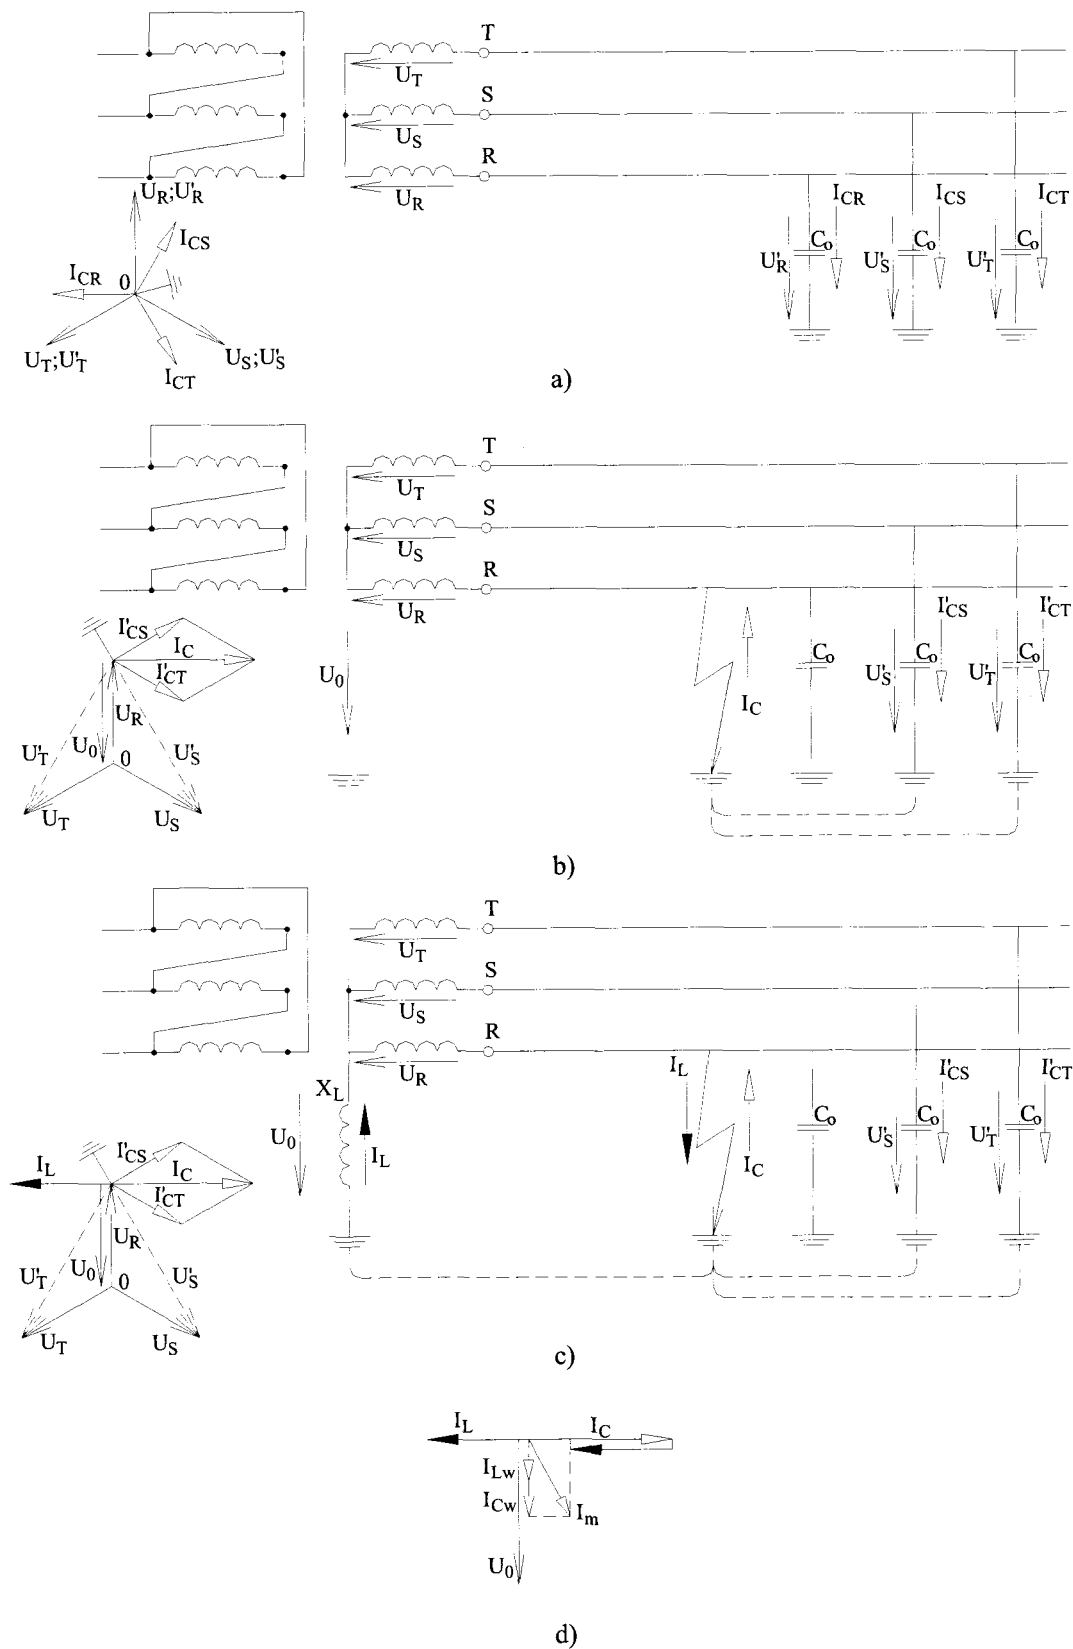 T
U_T
S
U_S
R
U_R
U_R;U'_R
I_CS
I_CR
0
U_T;U'_T
U_S;U'_S
I_CT
I_CR
I_CS
I_CT
U'_R
C_o
U'_S
C_o
U'_T
C_o
a)
T
U_T
S
U_S
R
U_R
I'_CS
I_C
I'_CT
U_R
U'_T
U_0
0
U'_S
U_T
U_S
U_0
I_C
C_o
U'_S
C_o
I'_CS
U'_T
C_o
I'_CT
b)
T
U_T
S
U_S
R
U_R
I'_CS
I_L
I_C
I'_CT
U_R
U'_T
U_0
0
U'_S
U_T
U_S
X_L
U_0
I_L
I_L
I_C
C_o
U'_S
C_o
I'_CS
U'_T
C_o
I'_CT
c)
I_L
I_C
I_Lw
I_Cw
I_m
U_0
d)